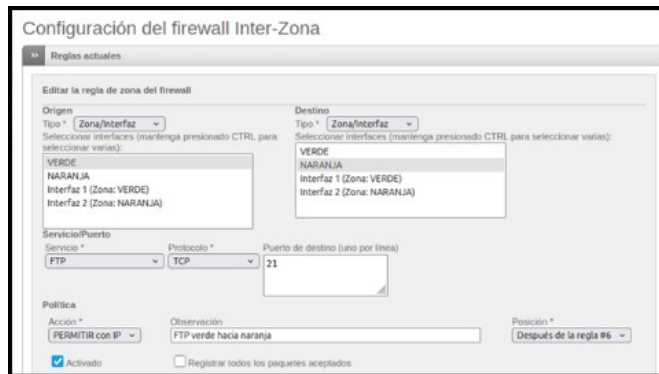 Configuración del firewall Inter-Zona
>> Reglas actuales
Editar la regla de zona del firewall
Origen Destino
Tipo * Zona/Interfaz Tipo * Zona/Interfaz
Seleccionar interfaces (mantenga presionado CTRL para Seleccionar interfaces (mantenga presionado CTRL para seleccionar varias):
seleccionar varias):
VERDE VERDE
NARANJA NARANJA
Interfaz 1 (Zona: VERDE) Interfaz 1 (Zona: VERDE)
Interfaz 2 (Zona: NARANJA) Interfaz 2 (Zona: NARANJA)
Servicio/Puerto
Servicio * Protocolo * Puerto de destino (uno por línea)
FTP TCP 21
Política
Acción * Observación Posición *
PERMITIR con IP FTP verde hacia naranja Después de la regla #6
Activado Registrar todos los paquetes aceptados